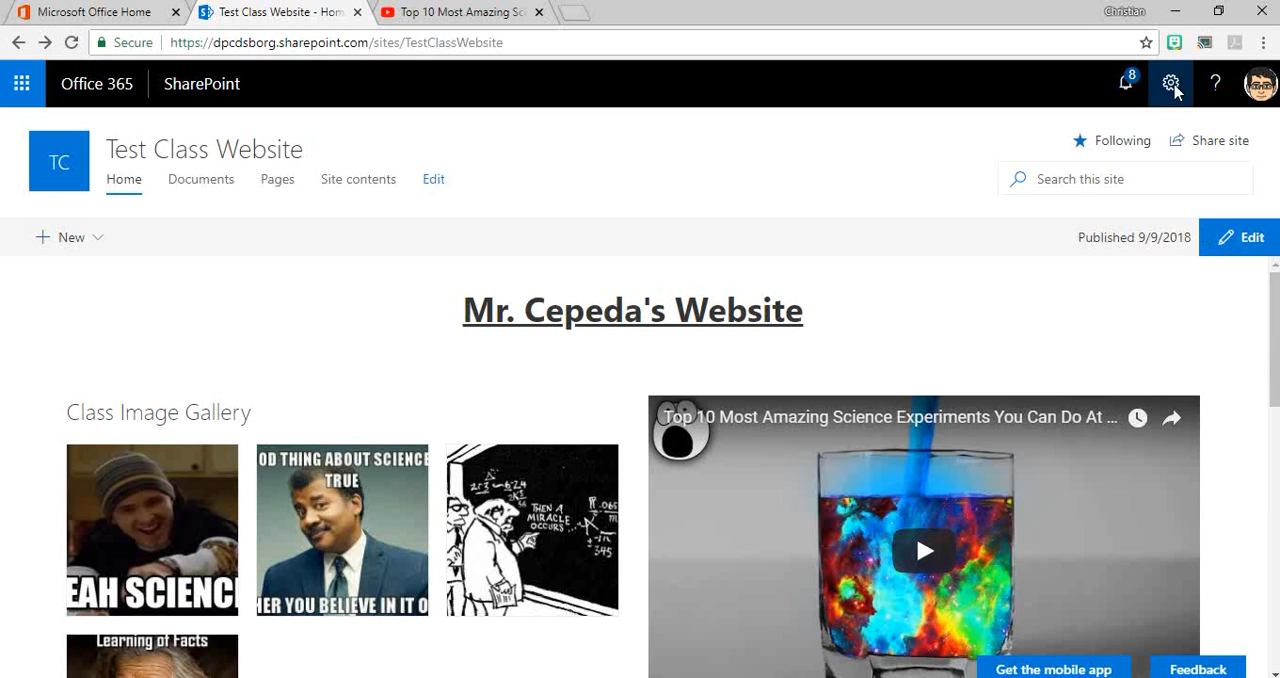 Microsoft Office Home
Test Class Website - Hom
Top 10 Most Amazing Sci
Christian
Secure
https://dpcdsborg.sharepoint.com/sites/TestClassWebsite
Office 365
SharePoint
8
?
TC
Test Class Website
Following
Share site
Home
Documents
Pages
Site contents
Edit
Search this site
+ New
Published 9/9/2018
Edit
Mr. Cepeda's Website
Class Image Gallery
Top 10 Most Amazing Science Experiments You Can Do At ...
EAH SCIENC
OD THING ABOUT SCIENCE
TRUE
HER YOU BELIEVE IN IT O
THEN A
MIRACLE
OCCURS...
Learning of Facts
Get the mobile app
Feedback